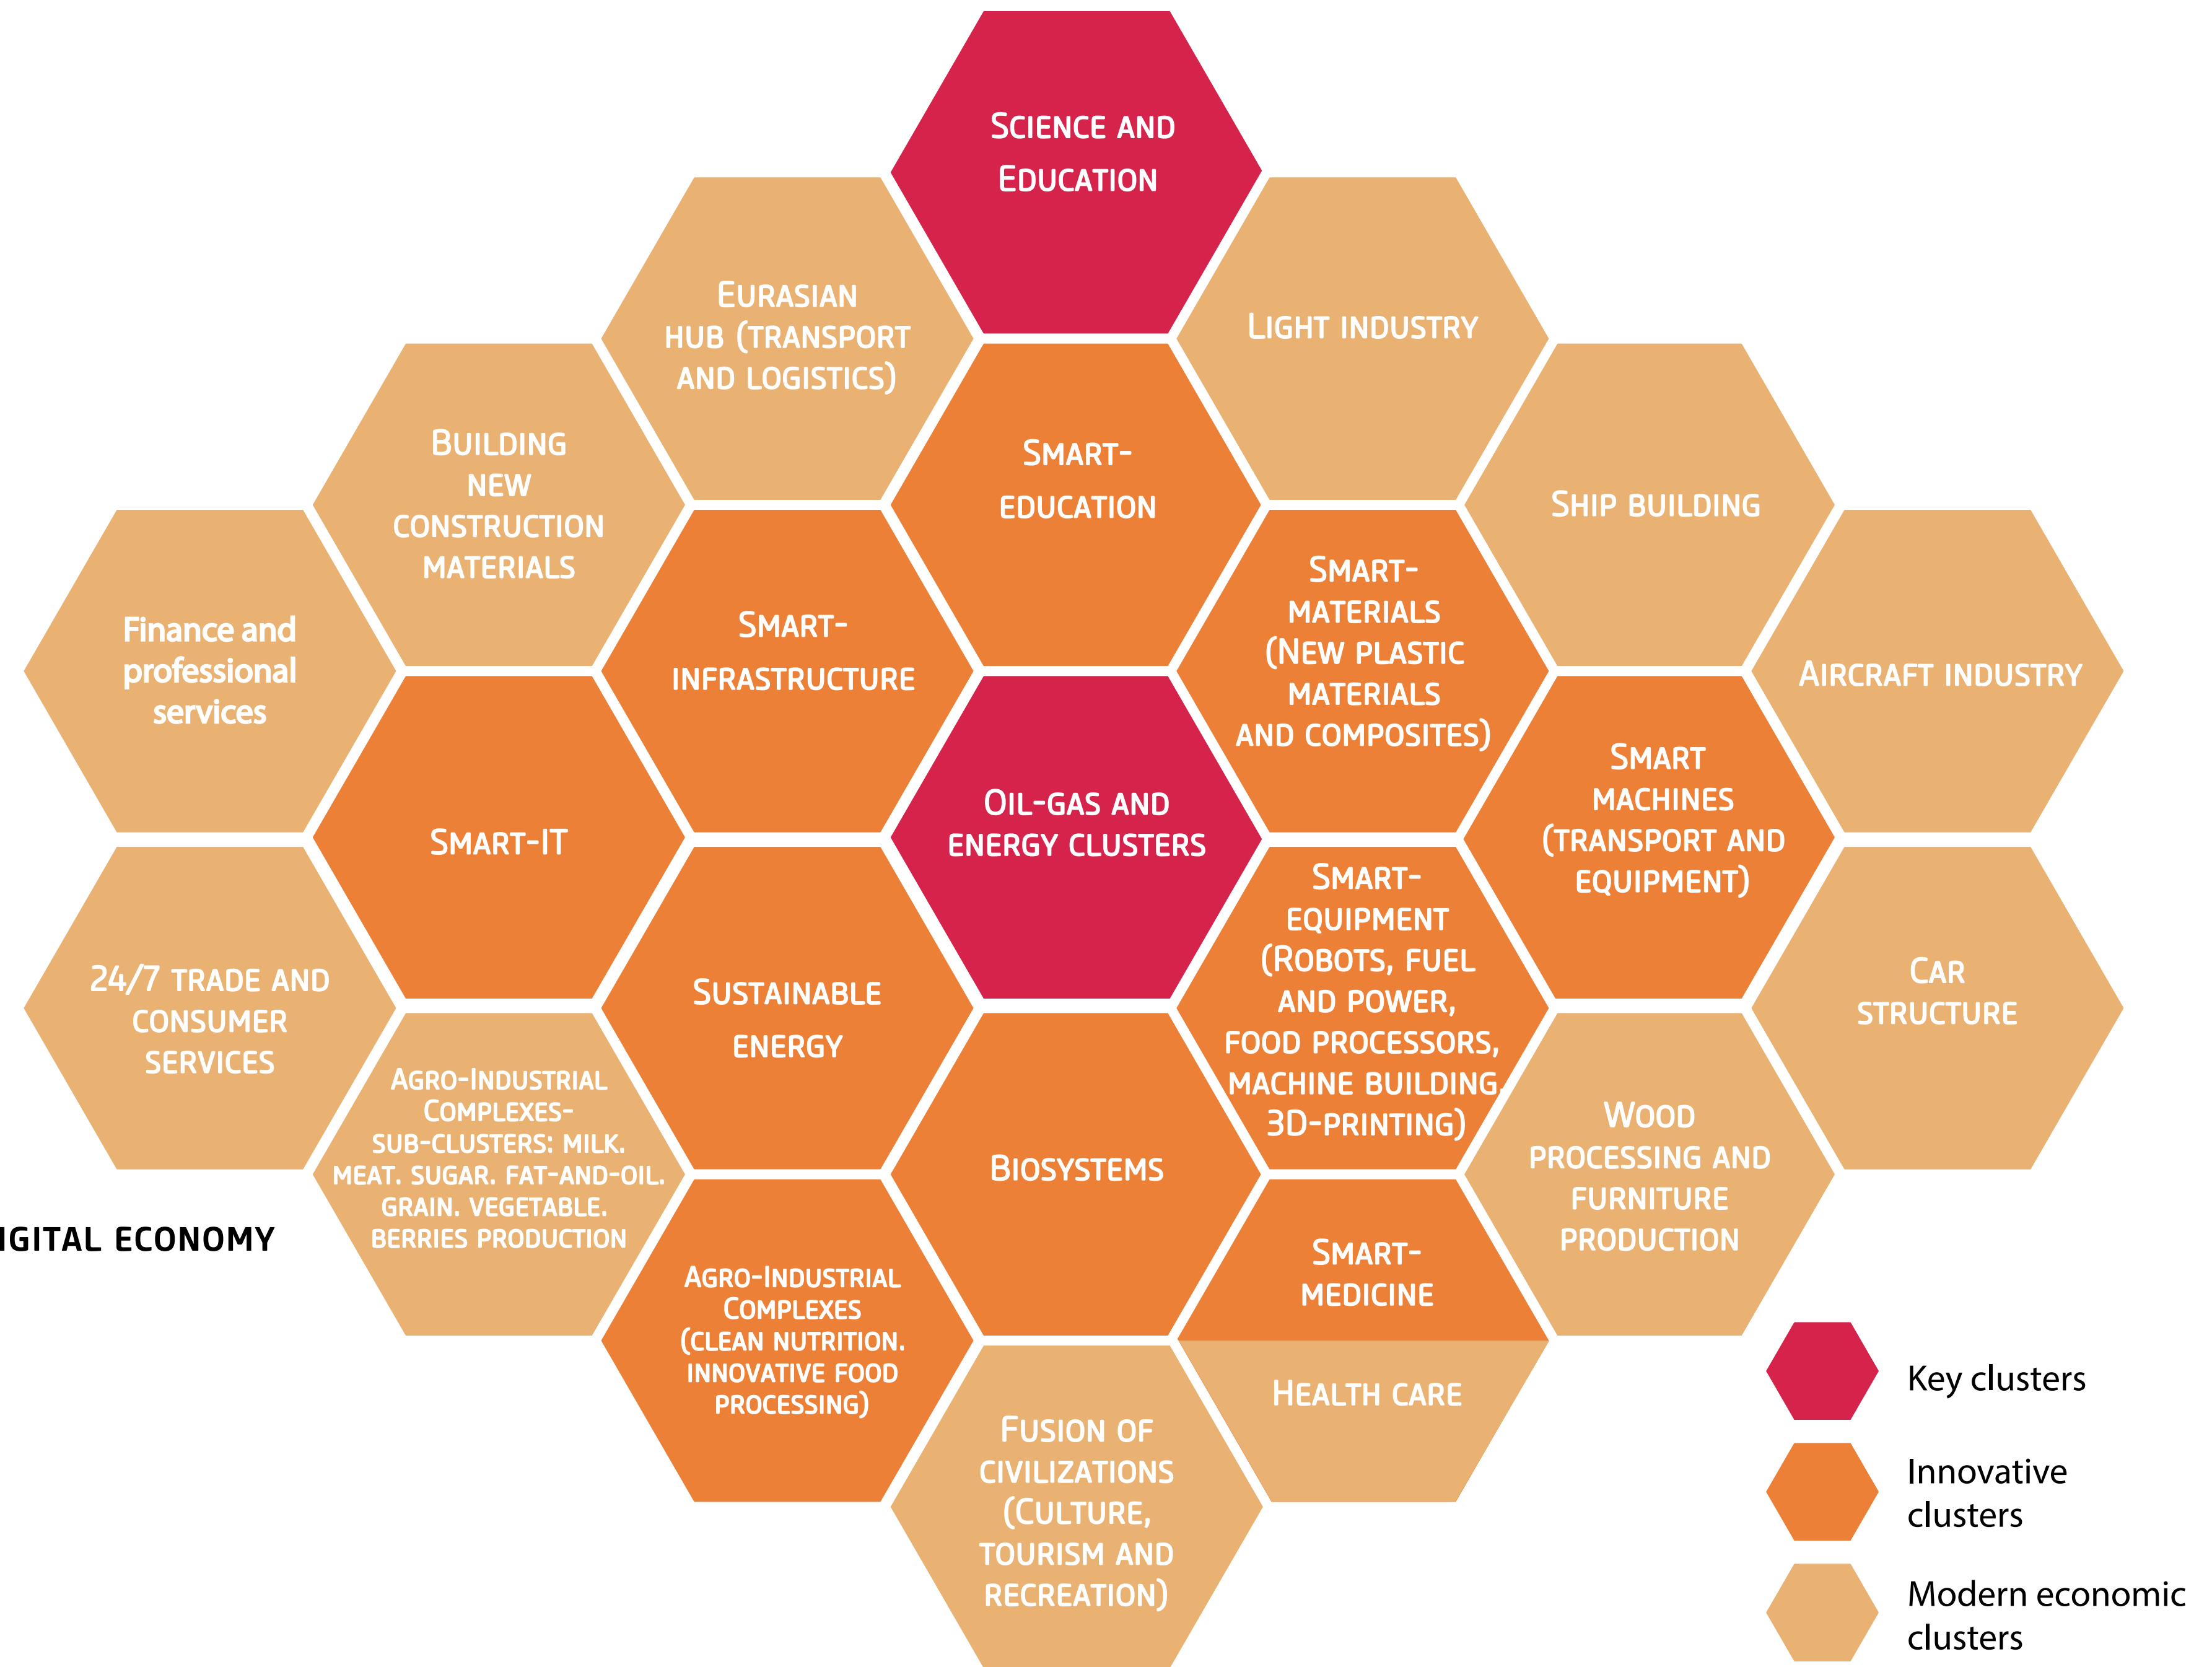 Science and
Education
Eurasian
hub (transport
and logistics)
Light industry
Building
new
construction
materials
Smart-
education
Ship building
Finance and
professional
services
Smart-
infrastructure
Smart-
materials
(New plastic
materials
and composites)
Aircraft industry
Smart-IT
Oil-gas and
energy clusters
Smart
machines
(transport and
equipment)
24/7 trade and
consumer
services
Sustainable
energy
Smart-
equipment
(Robots, fuel
and power,
food processors,
machine building,
3D-printing)
Car
structure
Agro-Industrial
Complexes-
sub-clusters: milk.
meat. sugar. fat-and-oil.
grain. vegetable.
berries production
Biosystems
Wood
processing and
furniture
production
igital economy
Agro-Industrial
Complexes
(clean nutrition.
innovative food
processing)
Smart-
medicine
Health care
Fusion of
civilizations
(Culture,
tourism and
recreation)
Key clusters
Innovative
clusters
Modern economic
clusters